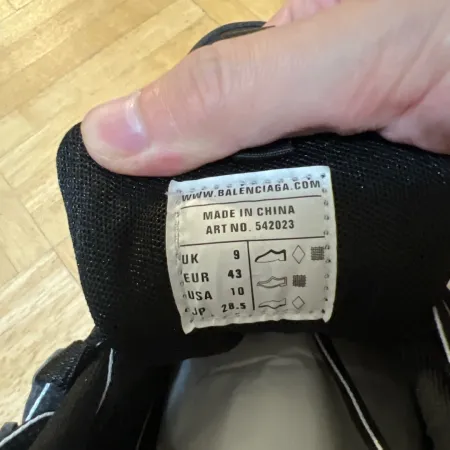 WWW.BALENCIAGA.COM
MADE IN CHINA
ART NO. 542023
UK 9
EUR 43
USA 10
JP 28.5